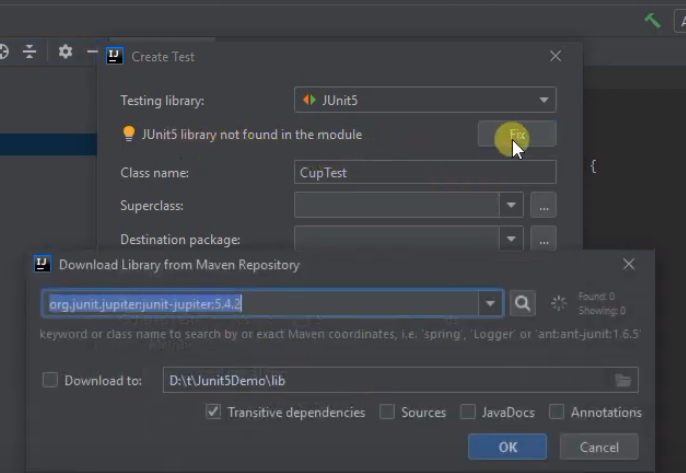 Create Test
Testing library: JUnit5
JUnit5 library not found in the module Fix
Class name: CupTest
Superclass: ...
Destination package: ...
{
Download Library from Maven Repository
org.junit.jupiter:junit-jupiter:5.4.2
Found: 0
Showing: 0
keyword or class name to search by or exact Maven coordinates, i.e. 'spring', 'Logger' or 'ant:ant-junit:1.6.5'
Download to: D:\t\Junit5Demo\lib
Transitive dependencies Sources JavaDocs Annotations
OK Cancel